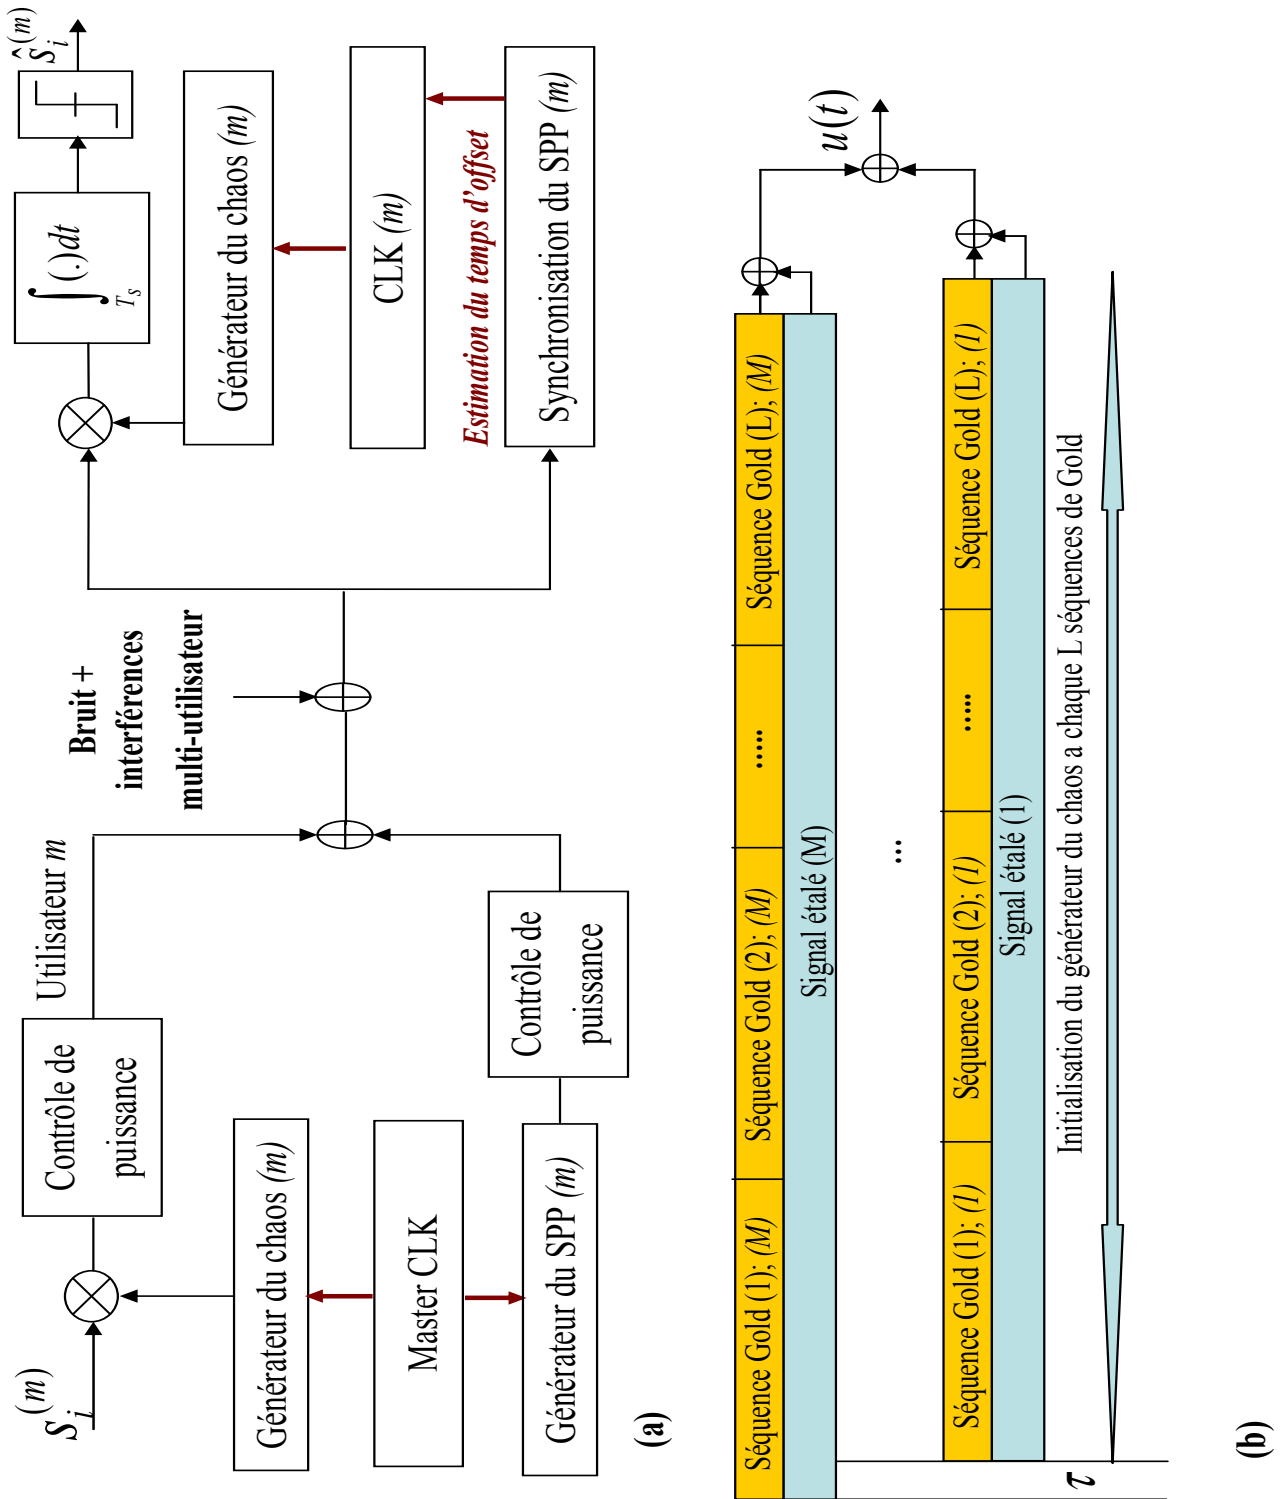 S_i^(m)
Contrôle de
puissance
Utilisateur m
Générateur du chaos (m)
Master CLK
Générateur du SPP (m)
Contrôle de
puissance
Bruit +
interférences
multi-utilisateur
∫_{T_s} (.)dt
Ŝ_i^(m)
Générateur du chaos (m)
CLK (m)
Estimation du temps d'offset
Synchronisation du SPP (m)
(a)
Séquence Gold (1); (M)
Séquence Gold (2); (M)
.....
Séquence Gold (L); (M)
Signal étalé (M)
...
u(t)
Séquence Gold (1); (1)
Séquence Gold (2); (1)
.....
Séquence Gold (L); (1)
Signal étalé (1)
Initialisation du générateur du chaos a chaque L séquences de Gold
τ
(b)